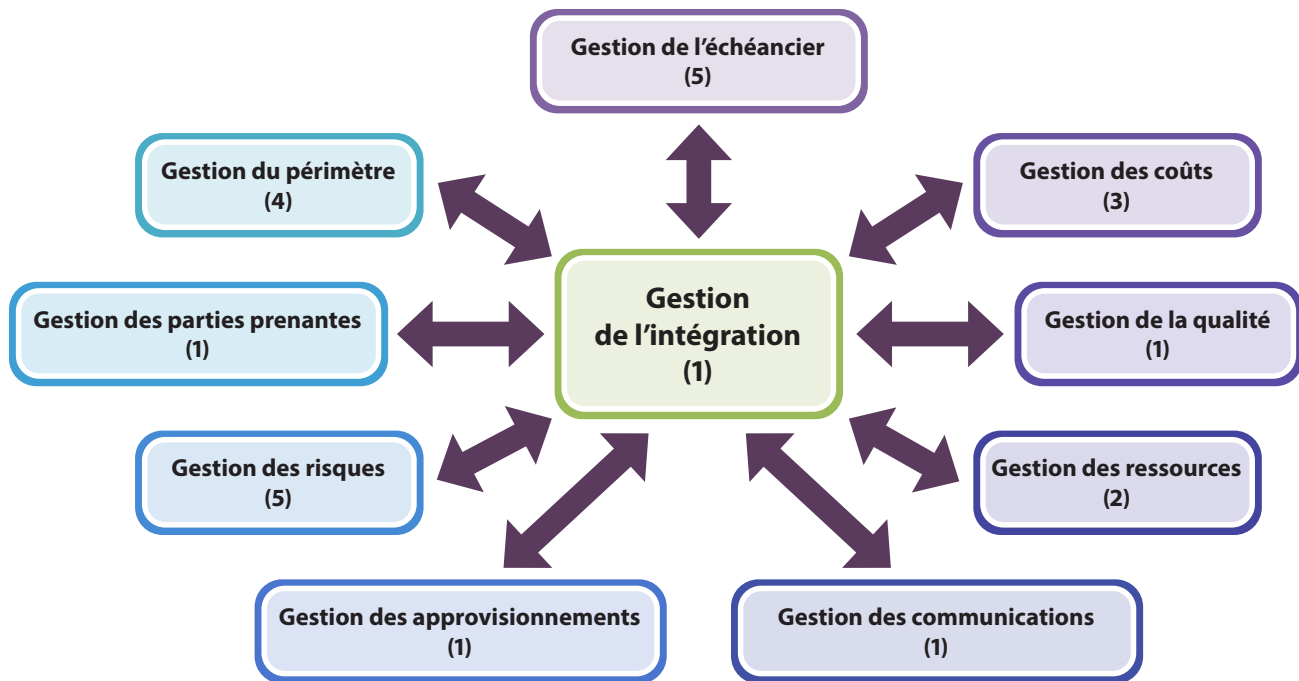 Gestion de l’échéancier
(5)
Gestion du périmètre
(4)
Gestion des coûts
(3)
Gestion des parties prenantes
(1)
Gestion
de l’intégration
(1)
Gestion de la qualité
(1)
Gestion des risques
(5)
Gestion des ressources
(2)
Gestion des approvisionnements
(1)
Gestion des communications
(1)